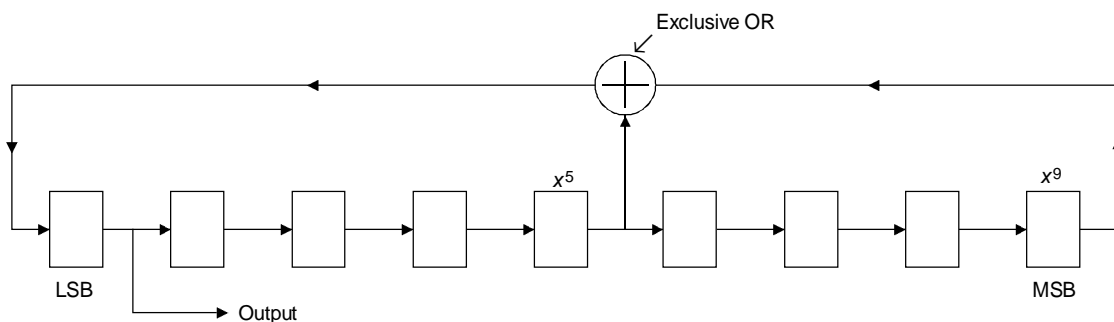 Exclusive OR
x⁵
x⁹
LSB
MSB
Output